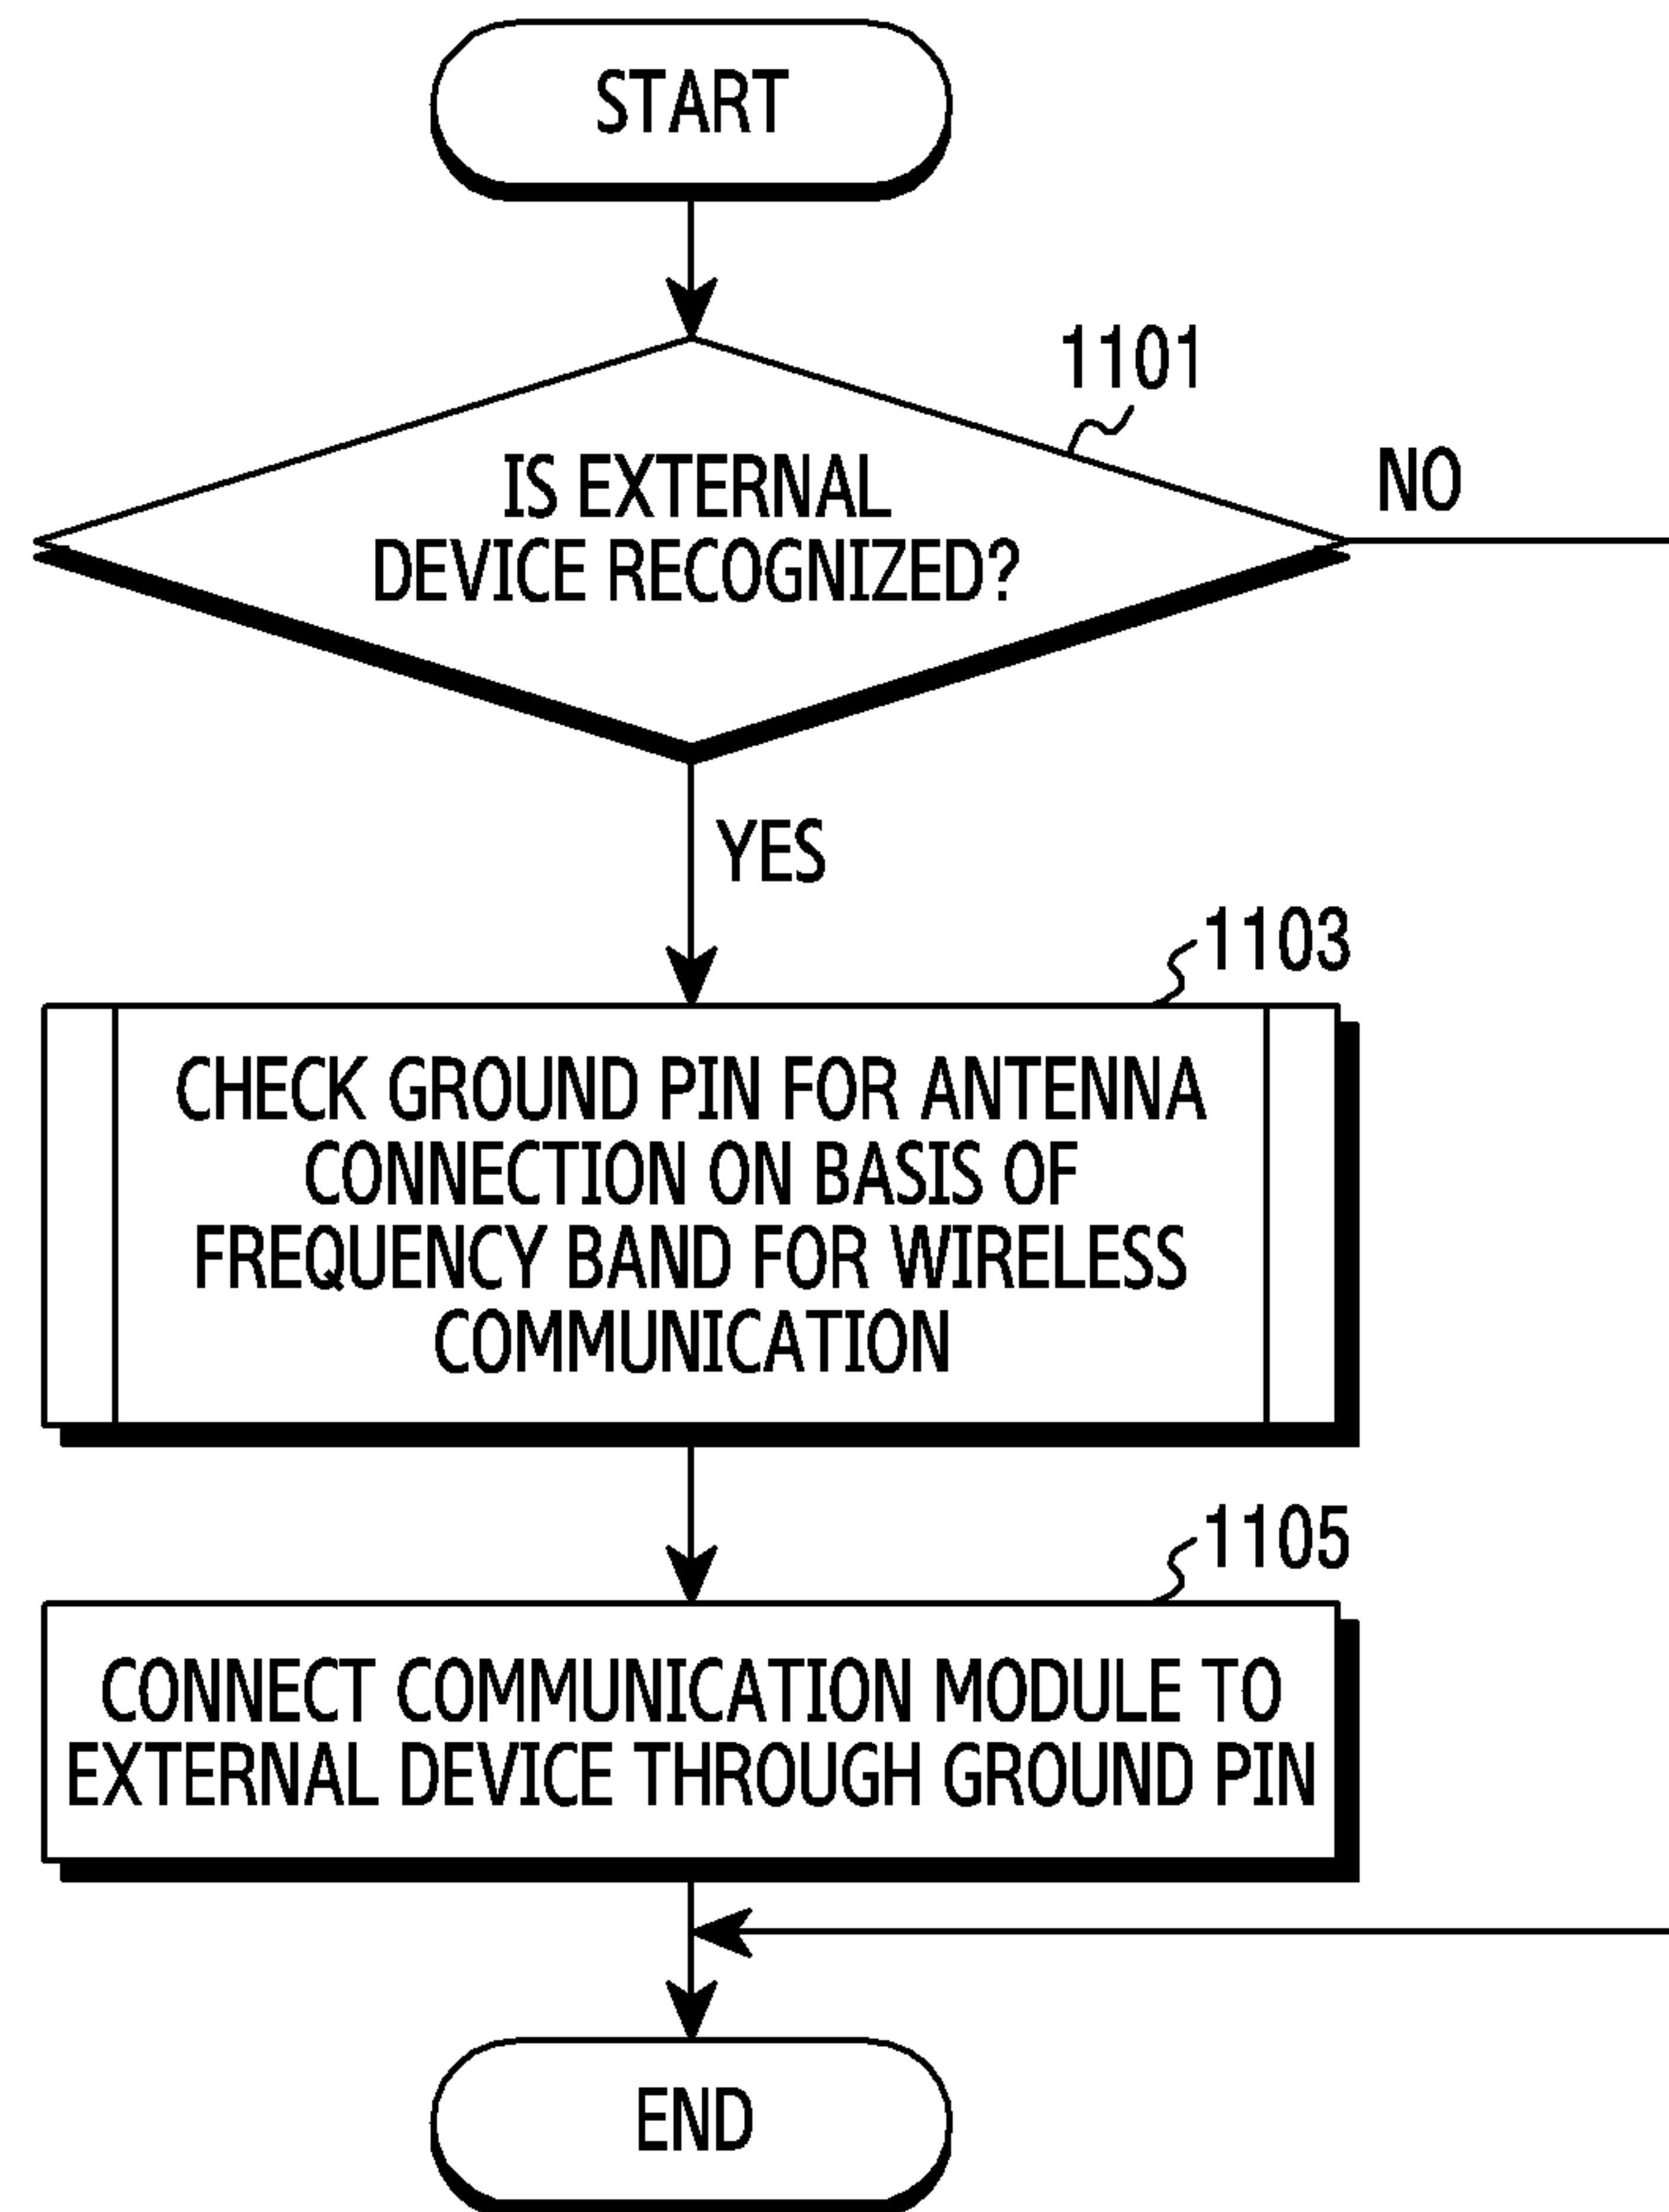 START
1101
IS EXTERNAL
DEVICE RECOGNIZED?
NO
YES
1103
CHECK GROUND PIN FOR ANTENNA
CONNECTION ON BASIS OF
FREQUENCY BAND FOR WIRELESS
COMMUNICATION
1105
CONNECT COMMUNICATION MODULE TO
EXTERNAL DEVICE THROUGH GROUND PIN
END